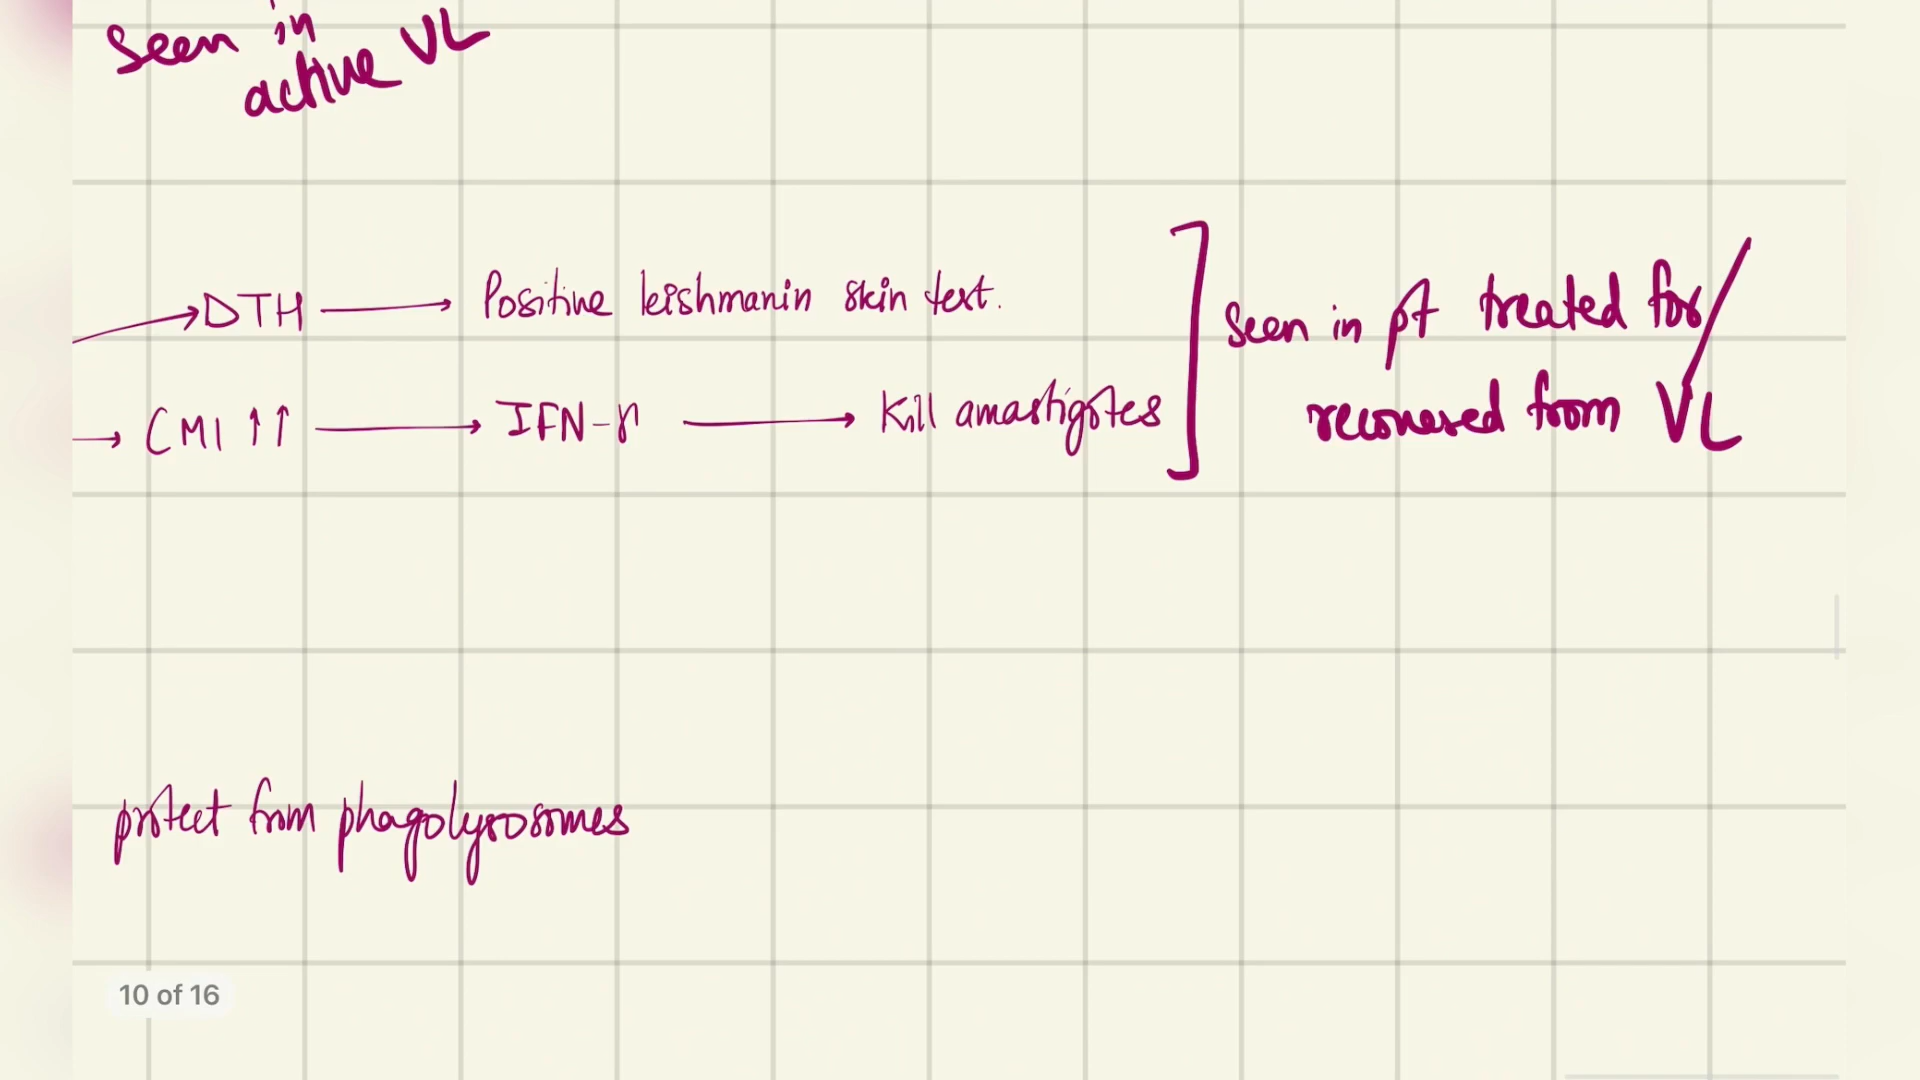 Seen in
active VL
DTH → Positive leishmanin skin text.
CMI ↑↑ → IFN-γ → Kill amastigotes
Seen in pt treated for/
recovered from VL
protect from phagolysosomes
10 of 16